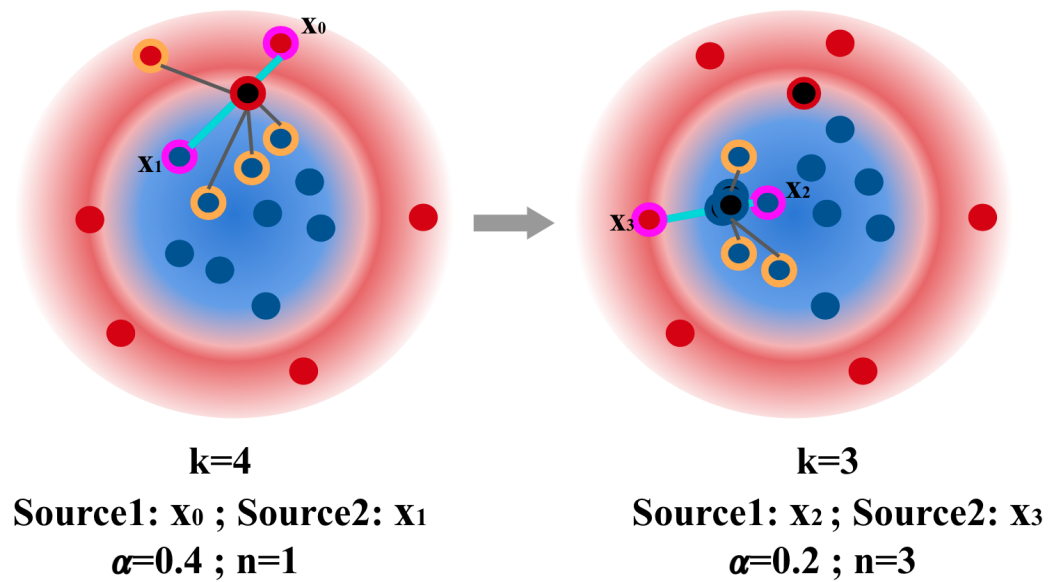 x₀
x₁
x₂
x₃
k=4
Source1: x₀ ; Source2: x₁
α=0.4 ; n=1
k=3
Source1: x₂ ; Source2: x₃
α=0.2 ; n=3